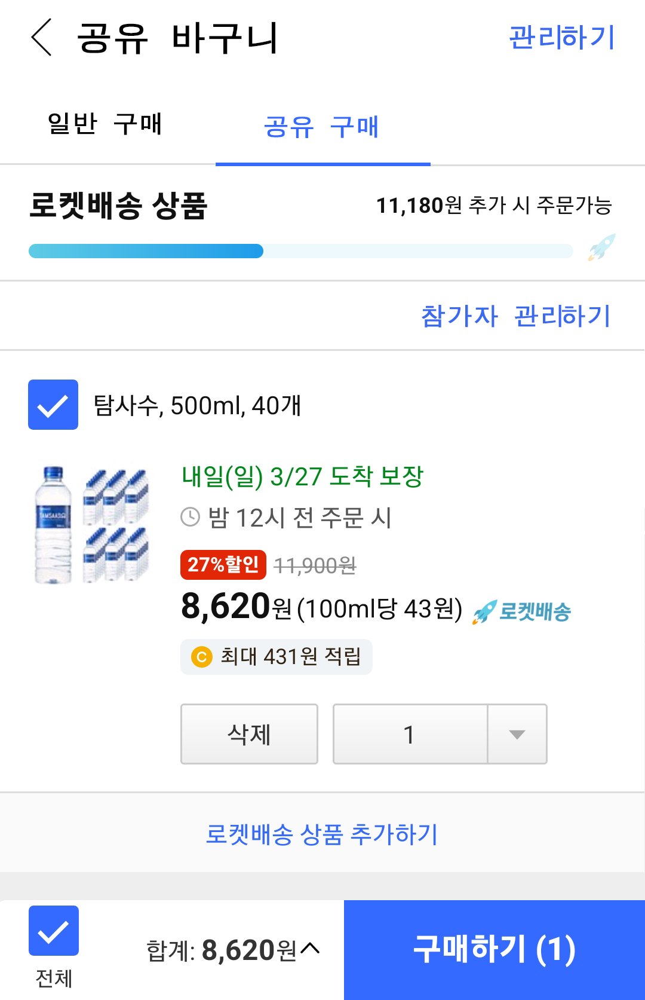 공유 바구니
관리하기
일반 구매
공유 구매
로켓배송 상품
11,180원 추가 시 주문가능
참가자 관리하기
탐사수, 500ml, 40개
내일(일) 3/27 도착 보장
밤 12시 전 주문 시
27%할인 11,900원
8,620원 (100ml당 43원) 로켓배송
C 최대 431원 적립
삭제
1
로켓배송 상품 추가하기
합계: 8,620원
구매하기 (1)
전체